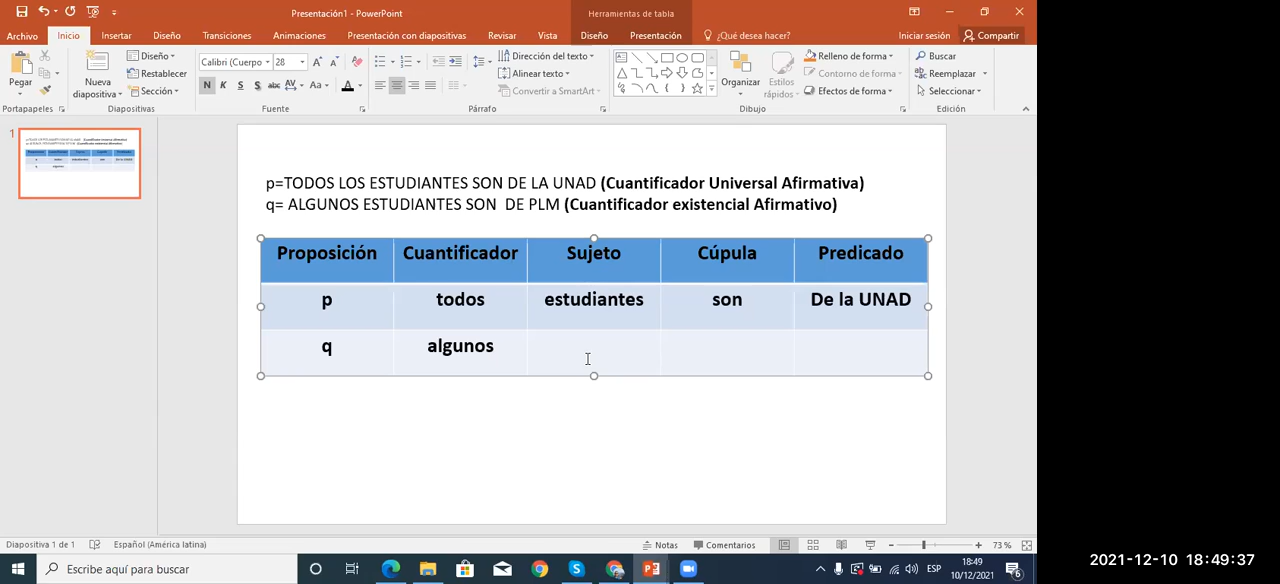 Presentación1 - PowerPoint
Herramientas de tabla
Archivo Inicio Insertar Diseño Transiciones Animaciones Presentación con diapositivas Revisar Vista Diseño Presentación ¿Qué desea hacer? Iniciar sesión Compartir
Pegar
Nueva diapositiva
Diseño
Restablecer
Sección
Calibri (Cuerpo 28
N K S S abc AV Aa A
Dirección del texto
Alinear texto
Convertir a SmartArt
Organizar
Estilos rápidos
Relleno de forma
Contorno de forma
Efectos de forma
Buscar
Reemplazar
Seleccionar
Portapapeles Diapositivas Fuente Párrafo Dibujo Edición
1
p=TODOS LOS ESTUDIANTES SON DE LA UNAD (Cuantificador Universal Afirmativa)
q= ALGUNOS ESTUDIANTES SON DE PLM (Cuantificador existencial Afirmativo)
Proposición Cuantificador Sujeto Cúpula Predicado
p todos estudiantes son De la UNAD
q algunos
Diapositiva 1 de 1 Español (América latina) Notas Comentarios 73 %
Escribe aquí para buscar
ESP
18:49
10/12/2021
6
2021-12-10 18:49:37